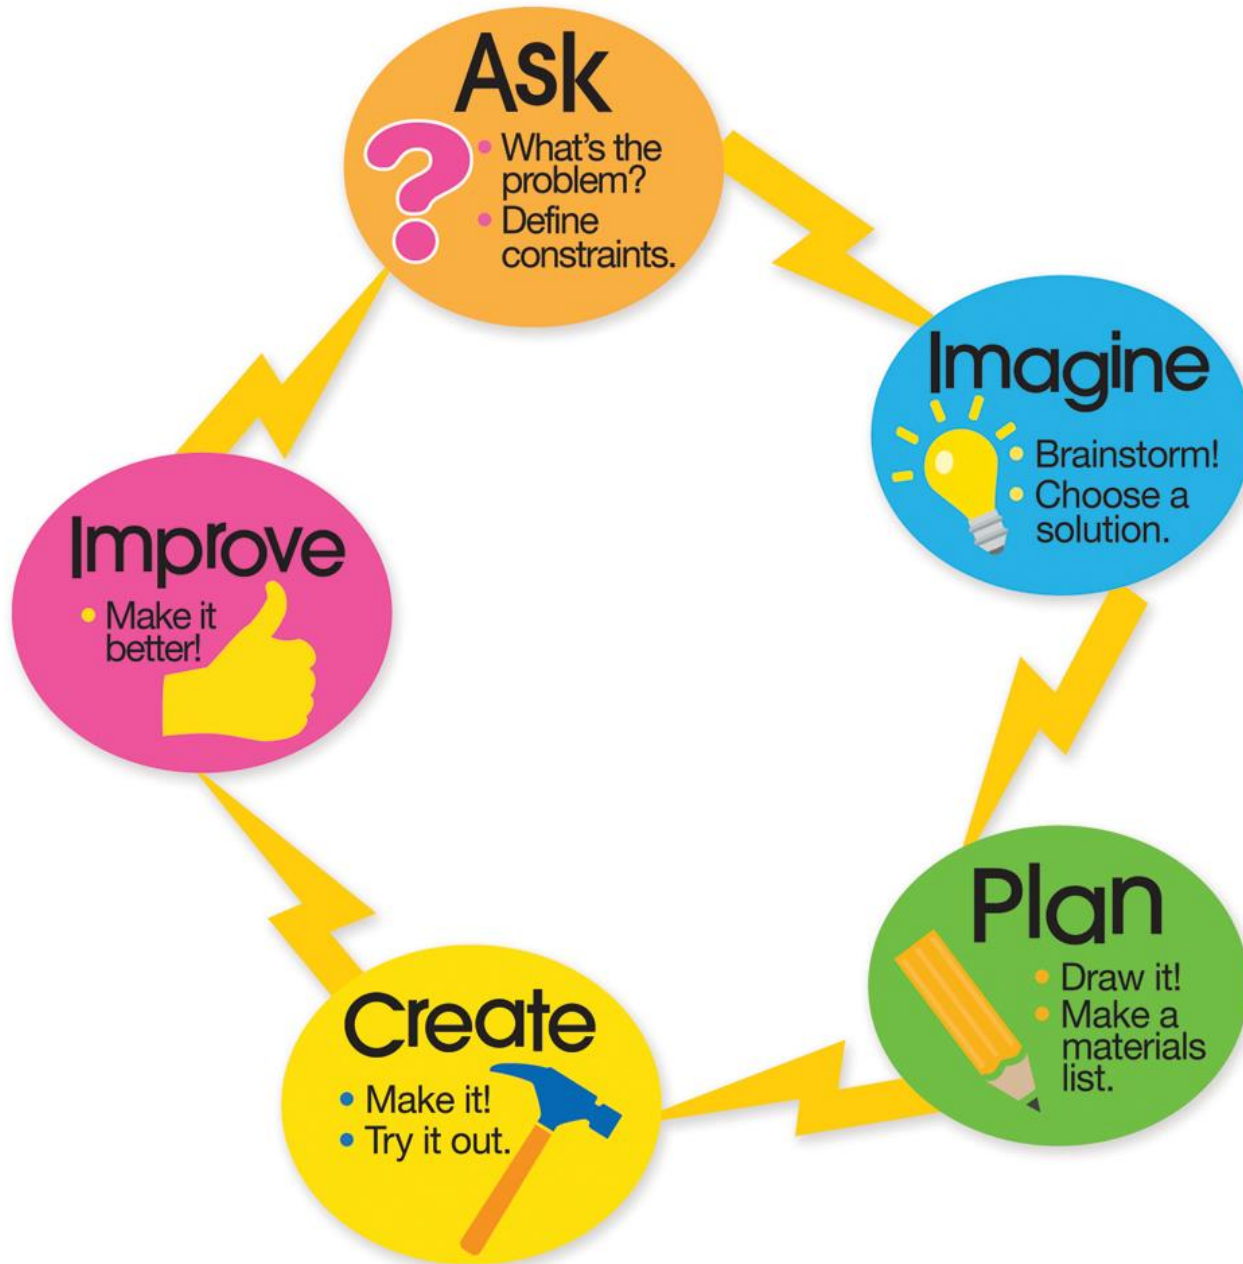 Ask
• What's the
problem?
• Define
constraints.
Imagine
• Brainstorm!
• Choose a
solution.
Plan
• Draw it!
• Make a
materials
list.
Create
• Make it!
• Try it out.
Improve
• Make it
better!